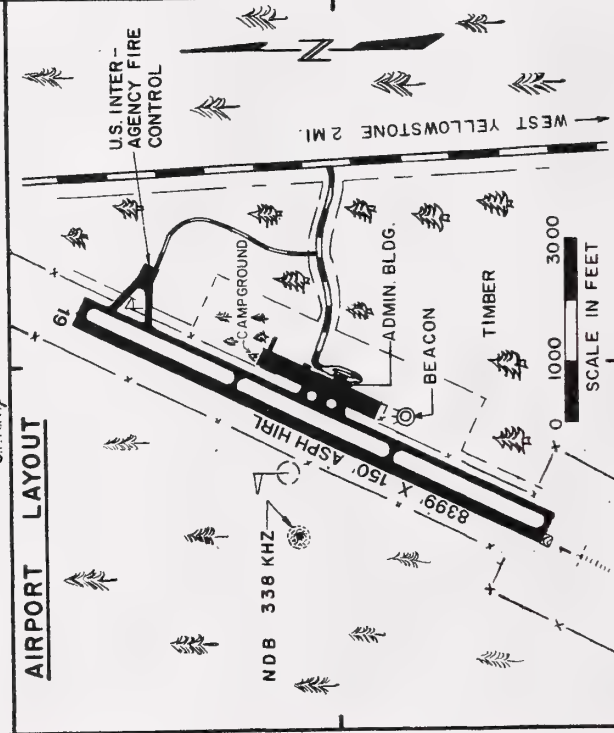 AIRPORT LAYOUT
U.S. INTER-
AGENCY FIRE
CONTROL
N
WEST YELLOWSTONE 2 MI.
19
CAMPGROUND
ADMIN. BLDG.
BEACON
TIMBER
8399' X 150' ASPH HIRL
NDB 338 KHZ
1
0 1000 3000
SCALE IN FEET